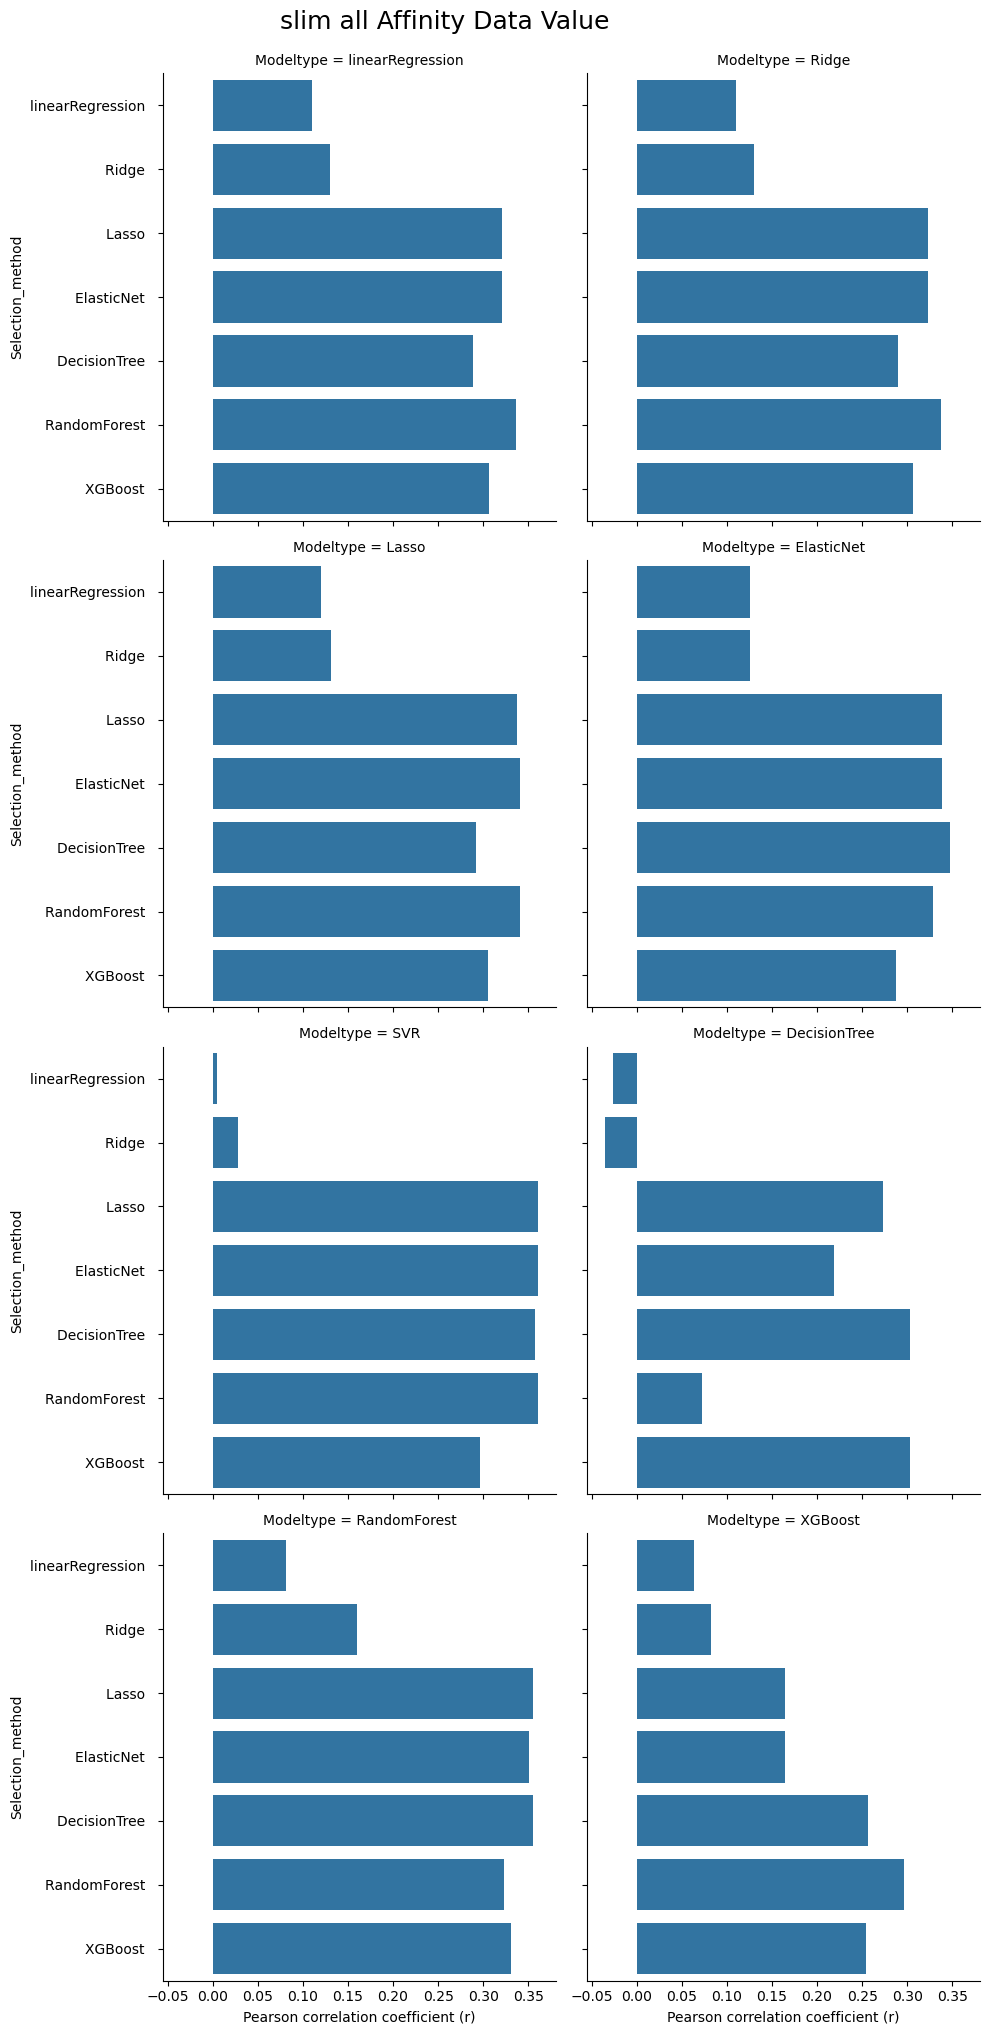 slim all Affinity Data Value
Modeltype = linearRegression
Modeltype = Ridge
linearRegression
Ridge
Lasso
ElasticNet
DecisionTree
RandomForest
XGBoost
Selection_method
Modeltype = Lasso
Modeltype = ElasticNet
linearRegression
Ridge
Lasso
ElasticNet
DecisionTree
RandomForest
XGBoost
Selection_method
Modeltype = SVR
Modeltype = DecisionTree
linearRegression
Ridge
Lasso
ElasticNet
DecisionTree
RandomForest
XGBoost
Selection_method
Modeltype = RandomForest
Modeltype = XGBoost
linearRegression
Ridge
Lasso
ElasticNet
DecisionTree
RandomForest
XGBoost
Selection_method
−0.05 0.00 0.05 0.10 0.15 0.20 0.25 0.30 0.35
−0.05 0.00 0.05 0.10 0.15 0.20 0.25 0.30 0.35
Pearson correlation coefficient (r)
Pearson correlation coefficient (r)